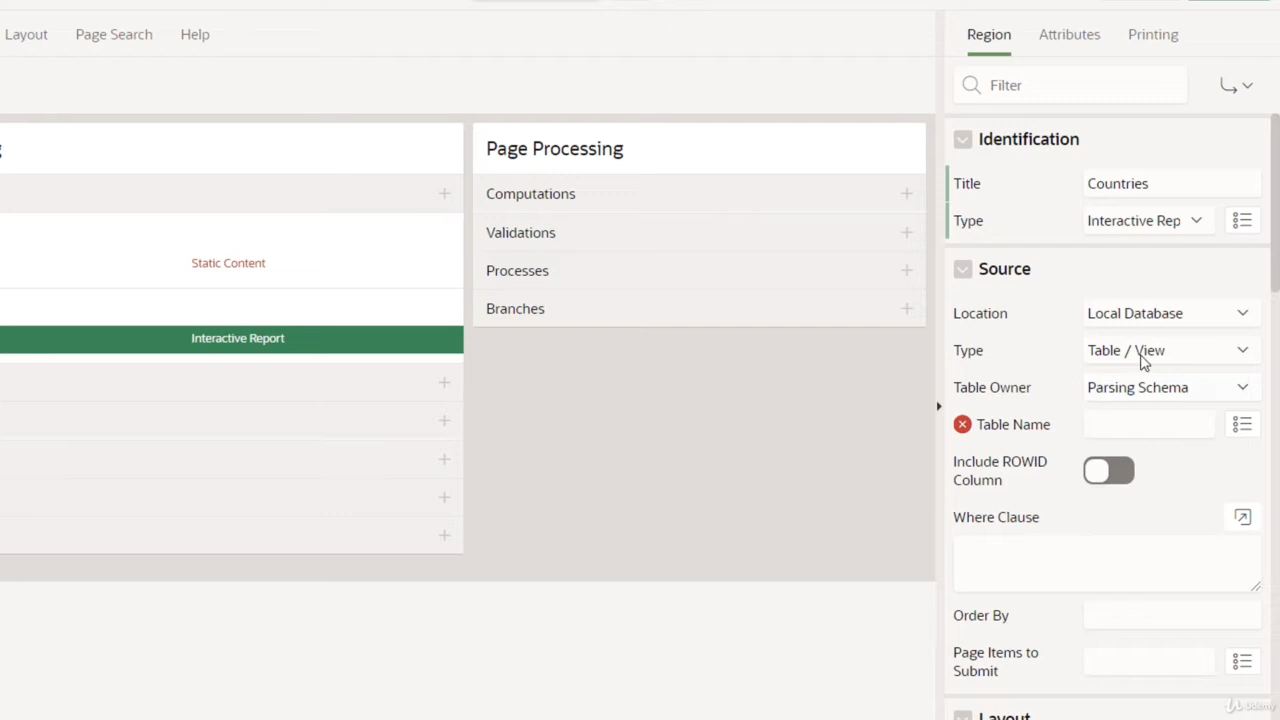 Layout Page Search Help
Region Attributes Printing
Filter
Page Processing
Computations
Validations
Processes
Branches
Static Content
Interactive Report
Identification
Title Countries
Type Interactive Rep
Source
Location Local Database
Type Table / View
Table Owner Parsing Schema
Table Name
Include ROWID
Column
Where Clause
Order By
Page Items to
Submit
Layout
Udemy